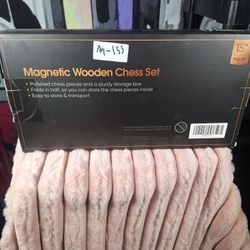 M-155
15"
Magnetic Wooden Chess Set
• Polished chess pieces and a sturdy storage box
• Folds in half, so you can store the chess pieces inside
• Easy to store & transport